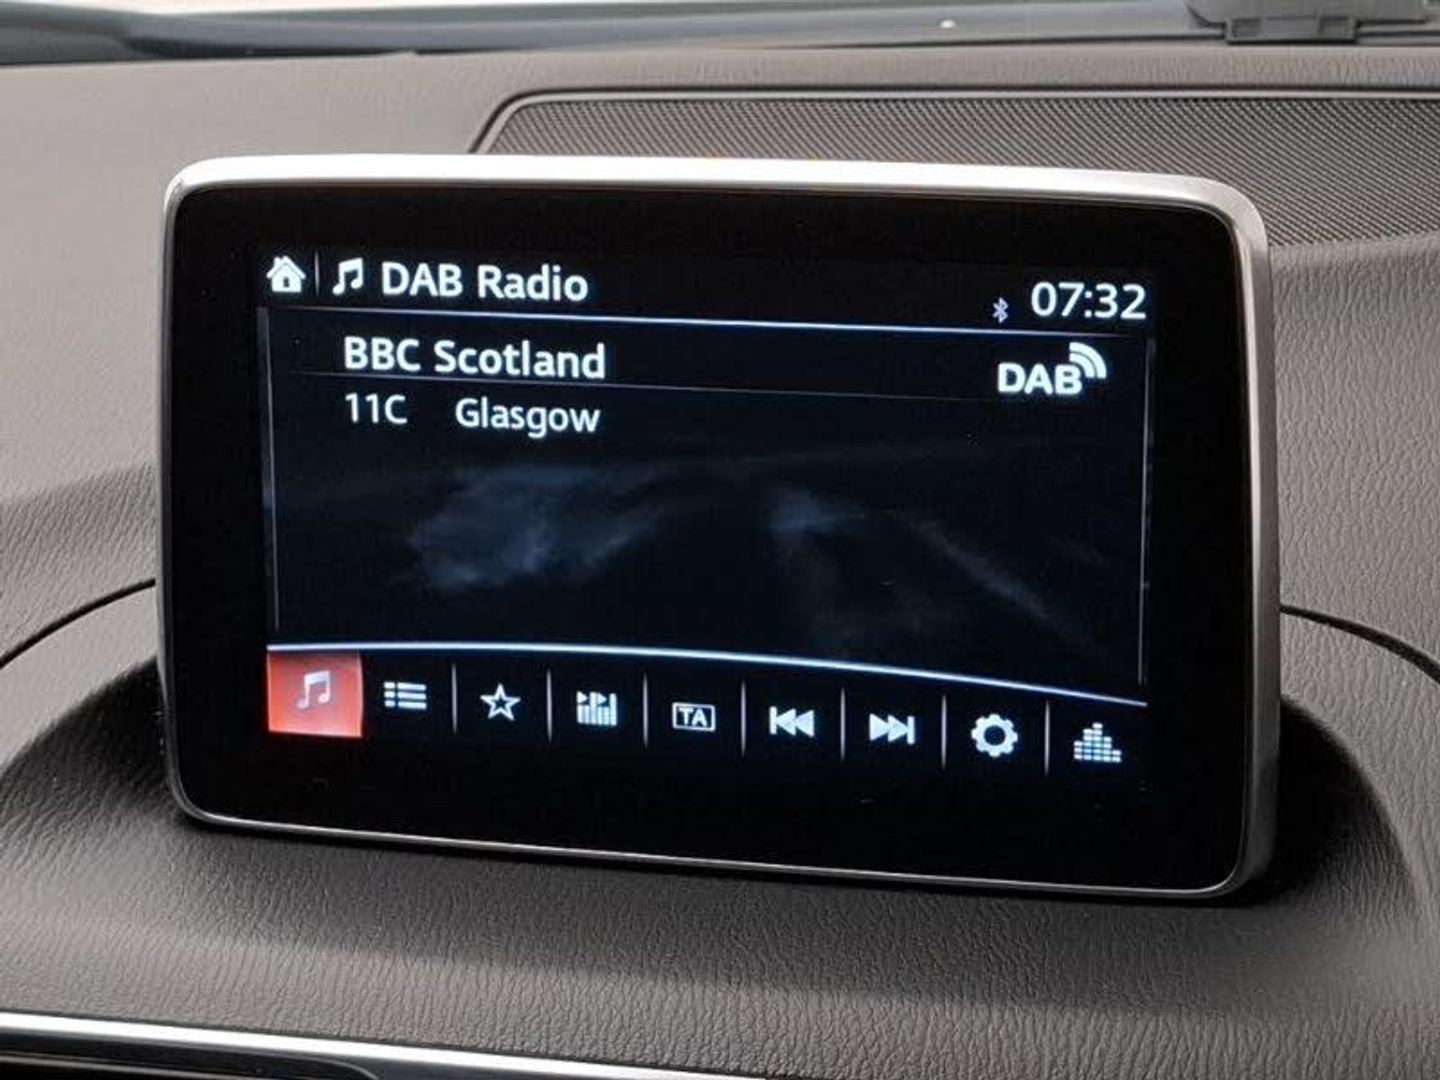 DAB Radio 07:32
BBC Scotland DAB
11C Glasgow
TA